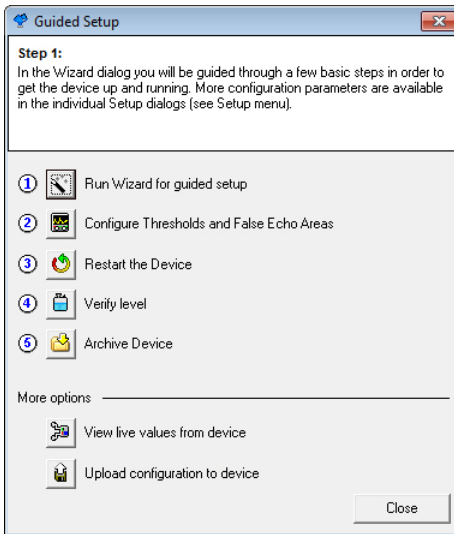 Guided Setup
Step 1:
In the Wizard dialog you will be guided through a few basic steps in order to
get the device up and running. More configuration parameters are available
in the individual Setup dialogs (see Setup menu).
1 Run Wizard for guided setup
2 Configure Thresholds and False Echo Areas
3 Restart the Device
4 Verify level
5 Archive Device
More options
View live values from device
Upload configuration to device
Close